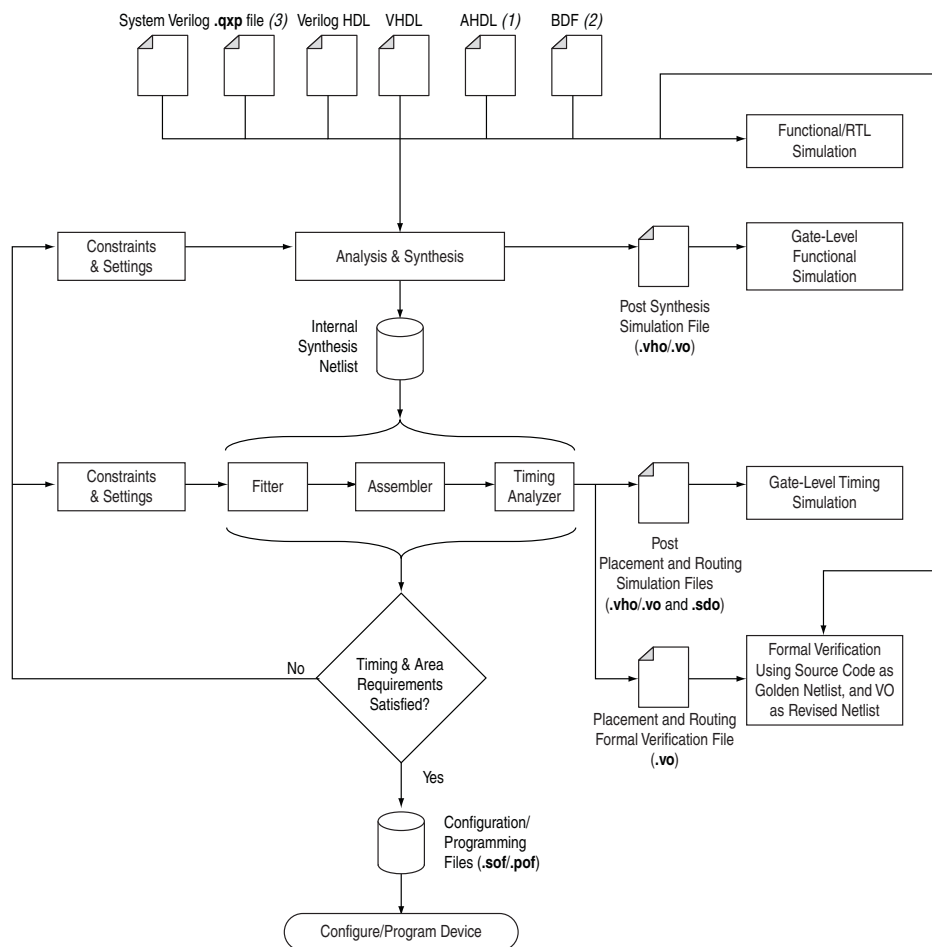 System Verilog .qxp file (3) Verilog HDL VHDL AHDL (1) BDF (2)
Functional/RTL
Simulation
Constraints
& Settings
Analysis & Synthesis
Gate-Level
Functional
Simulation
Post Synthesis
Simulation File
(.vho/.vo)
Internal
Synthesis
Netlist
Constraints
& Settings
Fitter
Assembler
Timing
Analyzer
Gate-Level Timing
Simulation
Post
Placement and Routing
Simulation Files
(.vho/.vo and .sdo)
No
Timing & Area
Requirements
Satisfied?
Formal Verification
Using Source Code as
Golden Netlist, and VO
as Revised Netlist
Placement and Routing
Formal Verification File
(.vo)
Yes
Configuration/
Programming
Files (.sof/.pof)
Configure/Program Device